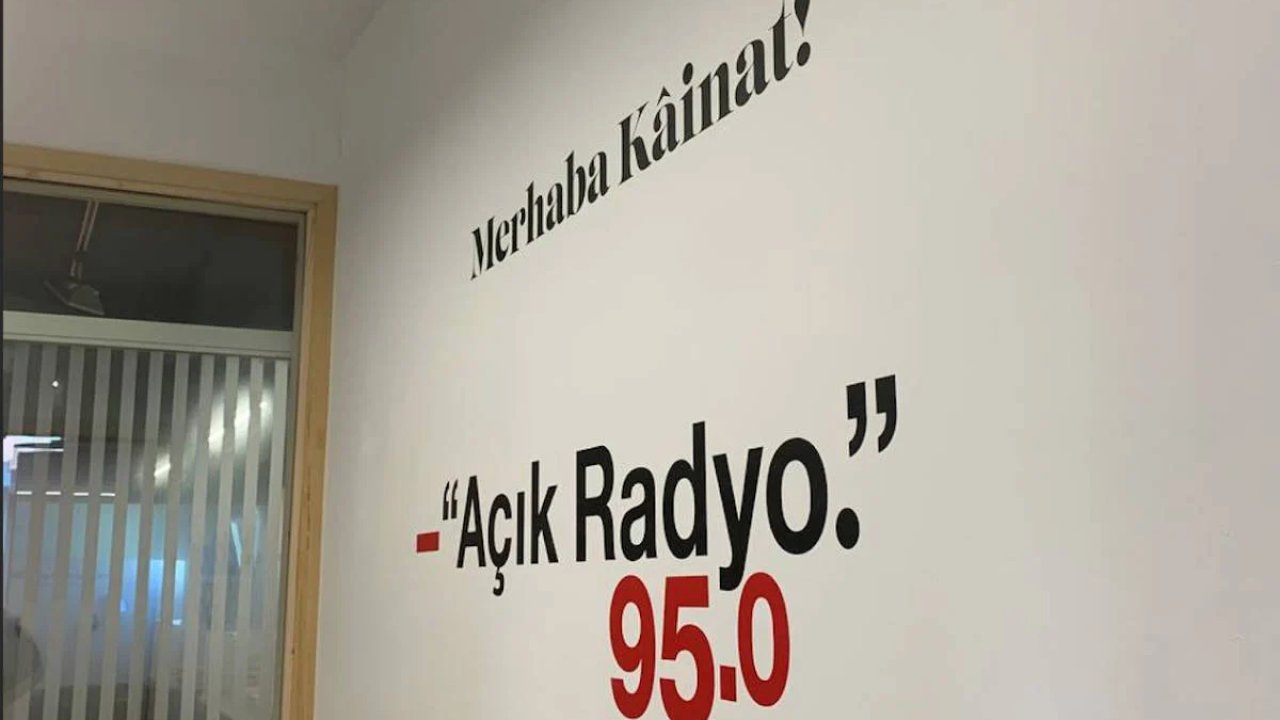 Merhaba Kâinat!
-“Açık Radyo.”
95.0